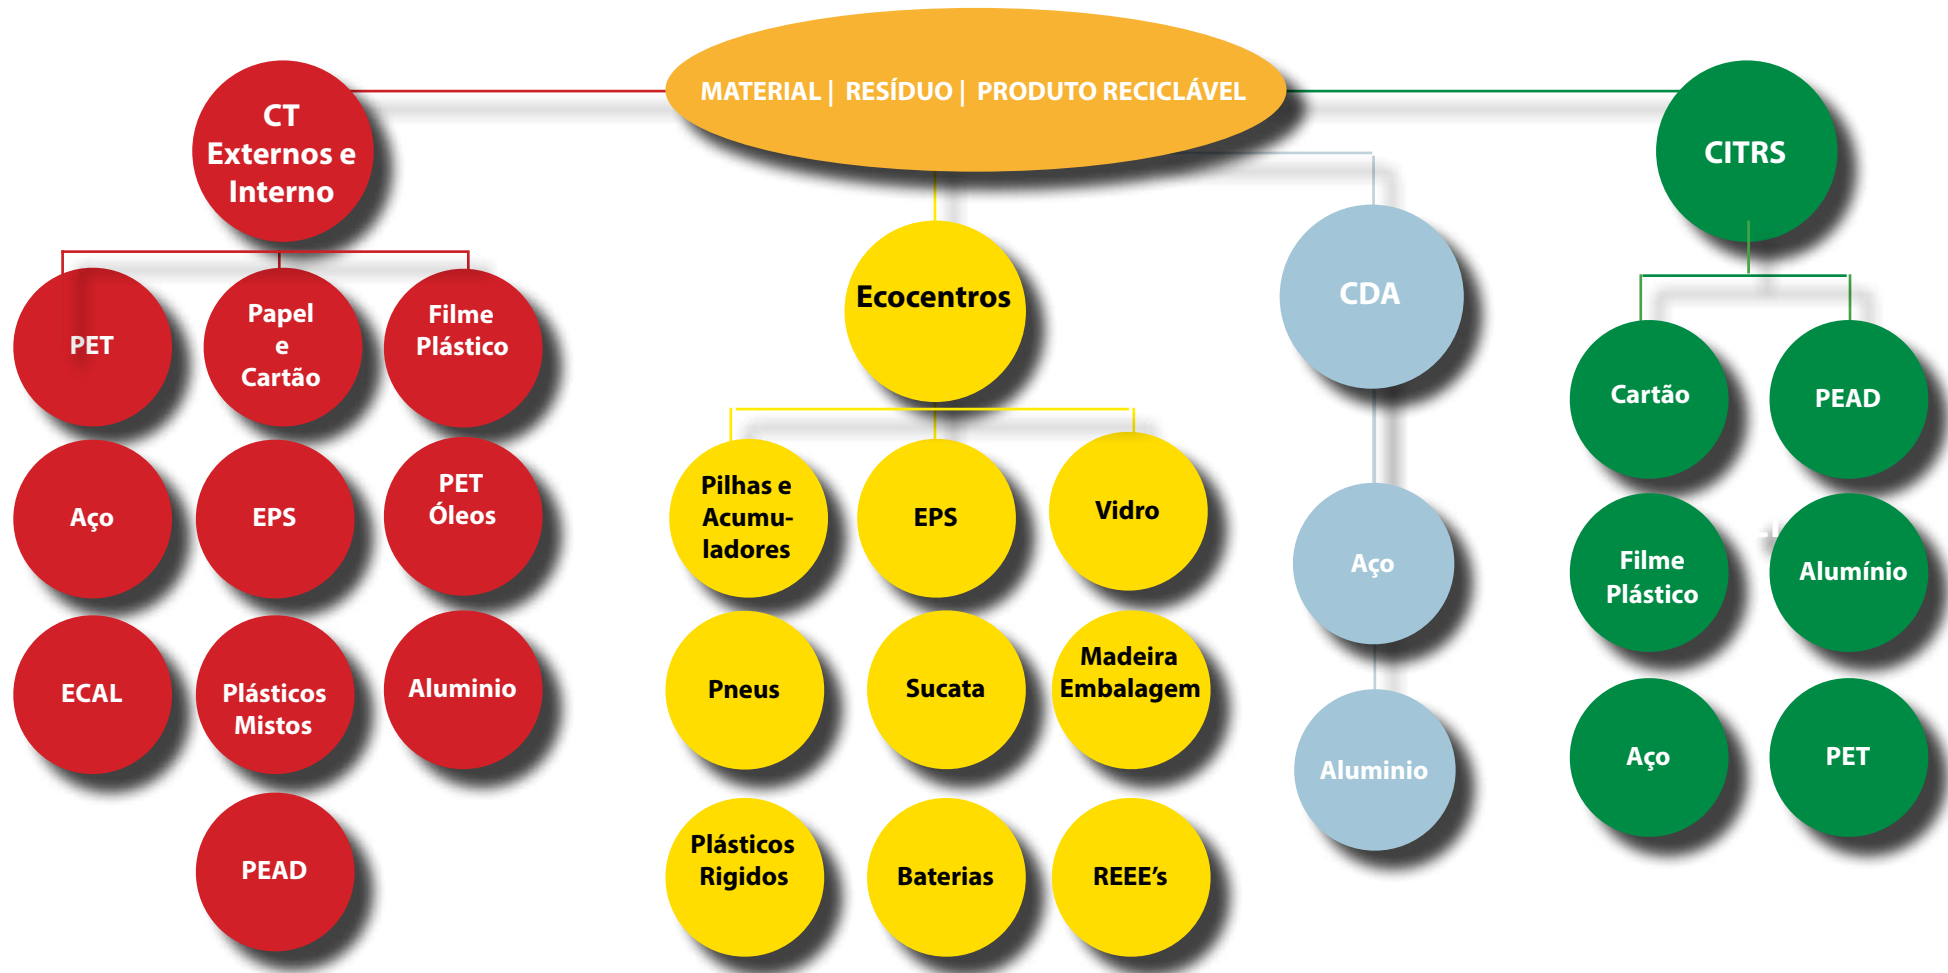 MATERIAL | RESÍDUO | PRODUTO RECICLÁVEL
CT
Externos e
Interno
PET
Papel
e
Cartão
Filme
Plástico
Aço
EPS
PET
Óleos
ECAL
Plásticos
Mistos
Aluminio
PEAD
Ecocentros
Pilhas e
Acumu-
ladores
EPS
Vidro
Pneus
Sucata
Madeira
Embalagem
Plásticos
Rigidos
Baterias
REEE's
CDA
Aço
Aluminio
CITRS
Cartão
PEAD
Filme
Plástico
Alumínio
Aço
PET